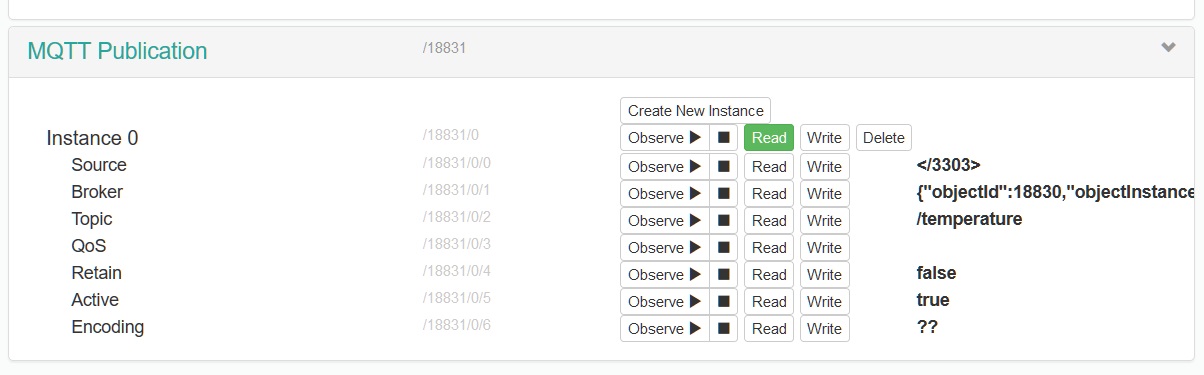 MQTT Publication /18831
Create New Instance
Instance 0 /18831/0 Observe Read Write Delete
Source /18831/0/0 Observe Read Write </3303>
Broker /18831/0/1 Observe Read Write {"objectId":18830,"objectInstance
Topic /18831/0/2 Observe Read Write /temperature
QoS /18831/0/3 Observe Read Write
Retain /18831/0/4 Observe Read Write false
Active /18831/0/5 Observe Read Write true
Encoding /18831/0/6 Observe Read Write ??